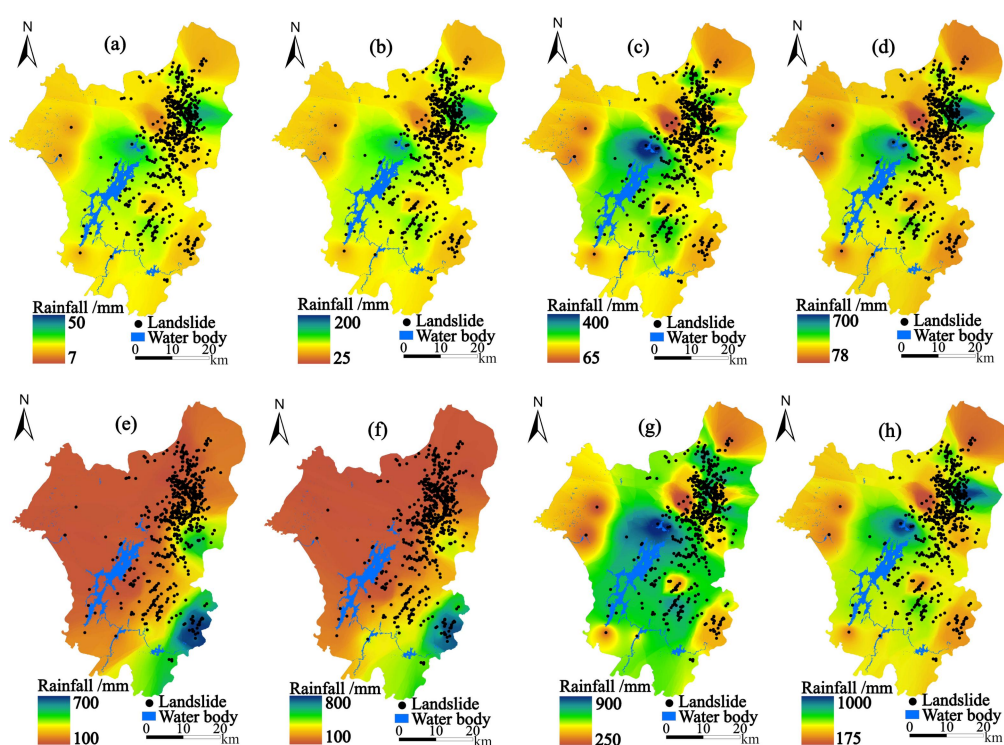 N
(a)
Rainfall /mm
50
7
Landslide
Water body
0 10 20
km
N
(b)
Rainfall /mm
200
25
Landslide
Water body
0 10 20
km
N
(c)
Rainfall /mm
400
65
Landslide
Water body
0 10 20
km
N
(d)
Rainfall /mm
700
78
Landslide
Water body
0 10 20
km
N
(e)
Rainfall /mm
700
100
Landslide
Water body
0 10 20
km
N
(f)
Rainfall /mm
800
100
Landslide
Water body
0 10 20
km
N
(g)
Rainfall /mm
900
250
Landslide
Water body
0 10 20
km
N
(h)
Rainfall /mm
1000
175
Landslide
Water body
0 10 20
km